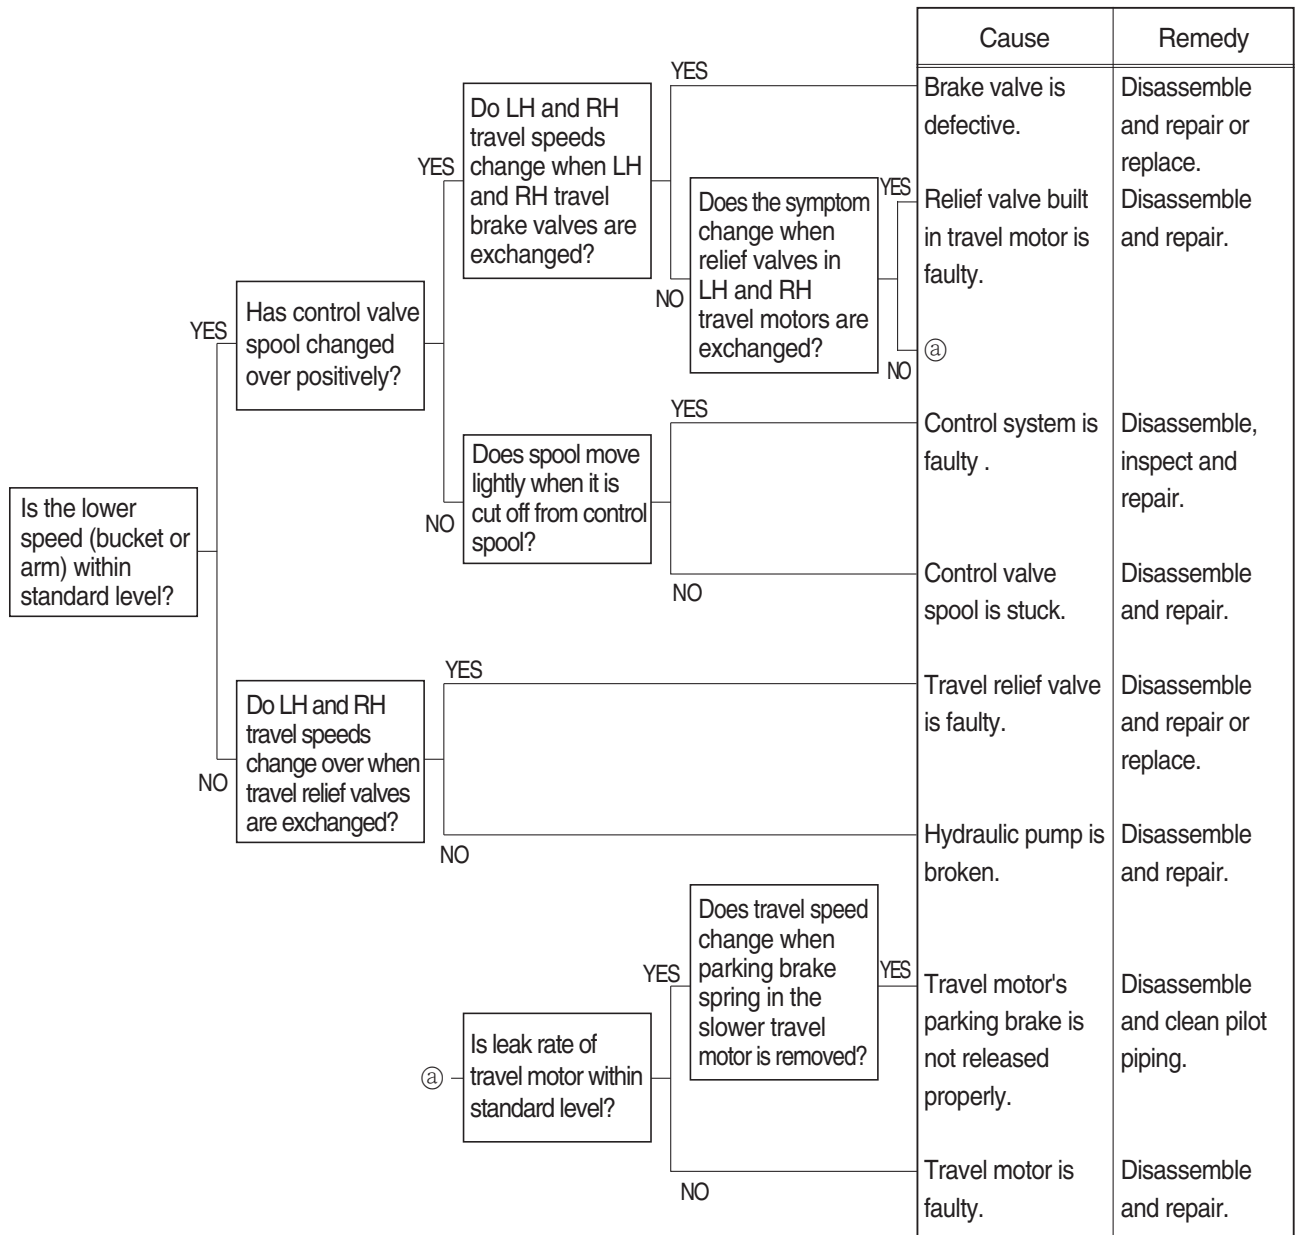 Cause
Remedy
YES
Brake valve is
defective.
Disassemble
and repair or
replace.
Do LH and RH
travel speeds
change when LH
and RH travel
brake valves are
exchanged?
YES
NO
Does the symptom
change when
relief valves in
LH and RH
travel motors are
exchanged?
YES
Relief valve built
in travel motor is
faulty.
Disassemble
and repair.
NO
ⓐ
YES
Has control valve
spool changed
over positively?
NO
Does spool move
lightly when it is
cut off from control
spool?
YES
Control system is
faulty .
Disassemble,
inspect and
repair.
NO
Control valve
spool is stuck.
Disassemble
and repair.
Is the lower
speed (bucket or
arm) within
standard level?
NO
Do LH and RH
travel speeds
change over when
travel relief valves
are exchanged?
YES
Travel relief valve
is faulty.
Disassemble
and repair or
replace.
NO
Hydraulic pump is
broken.
Disassemble
and repair.
ⓐ
Is leak rate of
travel motor within
standard level?
YES
Does travel speed
change when
parking brake
spring in the
slower travel
motor is removed?
YES
Travel motor's
parking brake is
not released
properly.
Disassemble
and clean pilot
piping.
NO
Travel motor is
faulty.
Disassemble
and repair.